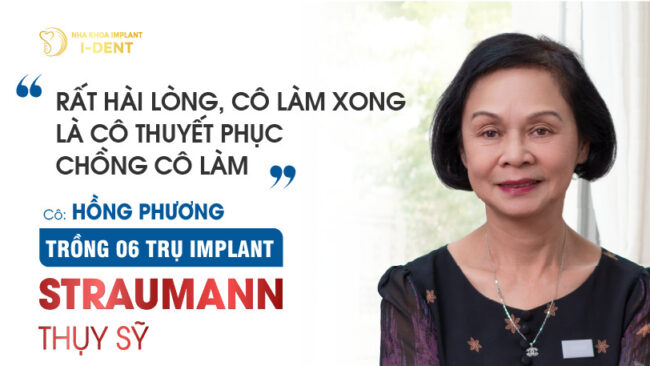 NHA KHOA IMPLANT
I-DENT
“ RẤT HÀI LÒNG, CÔ LÀM XONG
LÀ CÔ THUYẾT PHỤC
CHỒNG CÔ LÀM ”
Cô: HỒNG PHƯƠNG
TRỒNG 06 TRỤ IMPLANT
STRAUMANN
THỤY SỸ